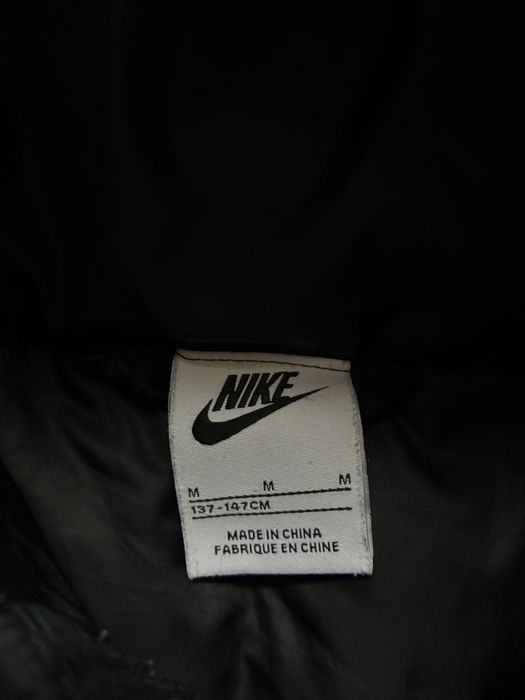 NIKE
M M M
137-147CM
MADE IN CHINA
FABRIQUE EN CHINE